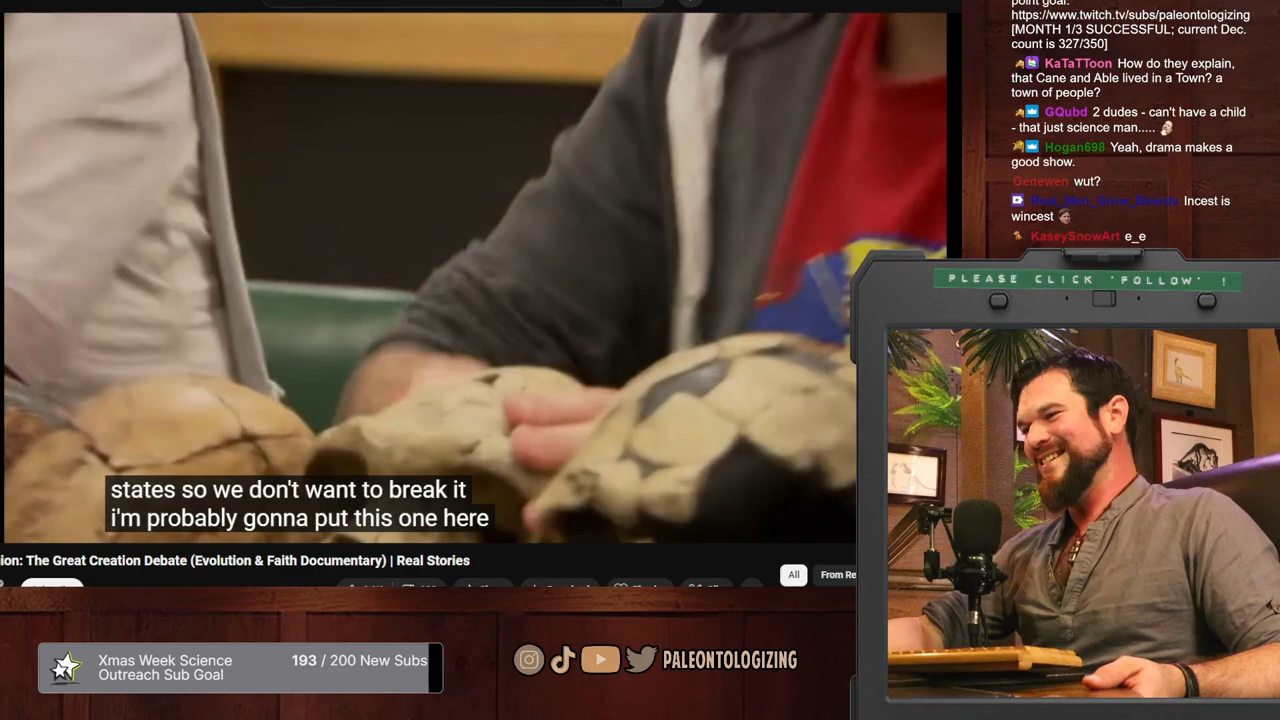 point goal:
https://www.twitch.tv/subs/paleontologizing
[MONTH 1/3 SUCCESSFUL; current Dec.
count is 327/350]
KaTaTToon How do they explain,
that Cane and Able lived in a Town? a
town of people?
GQubd 2 dudes - can't have a child
- that just science man.....
Hogan698 Yeah, drama makes a
good show.
Genewen wut?
Real_Men_Grow_Beards Incest is
wincest
KaseySnowArt e_e
PLEASE CLICK "FOLLOW" !
states so we don't want to break it
i'm probably gonna put this one here
ion: The Great Creation Debate (Evolution & Faith Documentary) | Real Stories
All
From Re
Xmas Week Science
Outreach Sub Goal
193 / 200 New Subs
PALEONTOLOGIZING